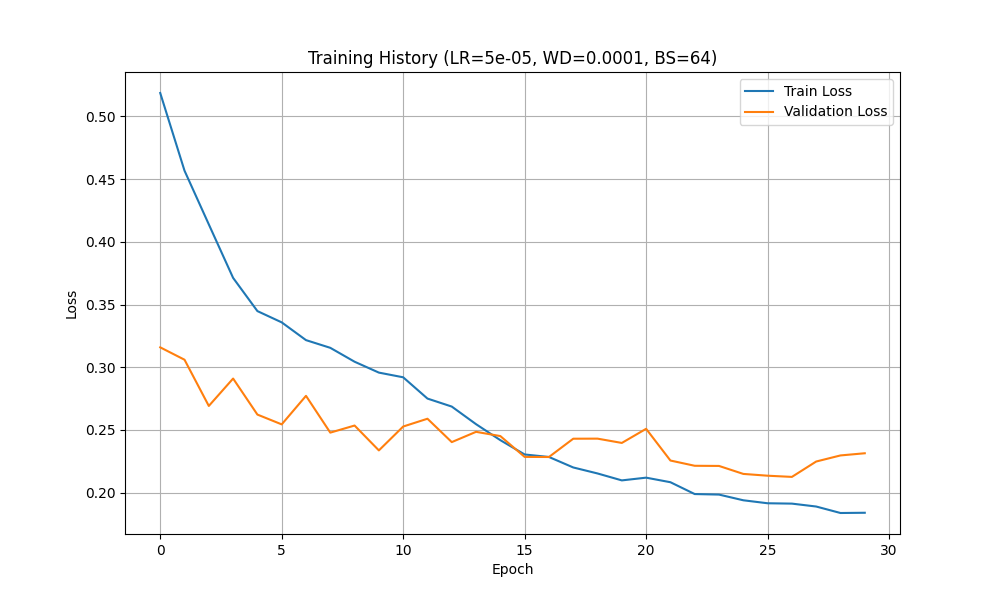 Training History (LR=5e-05, WD=0.0001, BS=64)
Train Loss
Validation Loss
0.50
0.45
0.40
0.35
0.30
0.25
0.20
Loss
0 5 10 15 20 25 30
Epoch